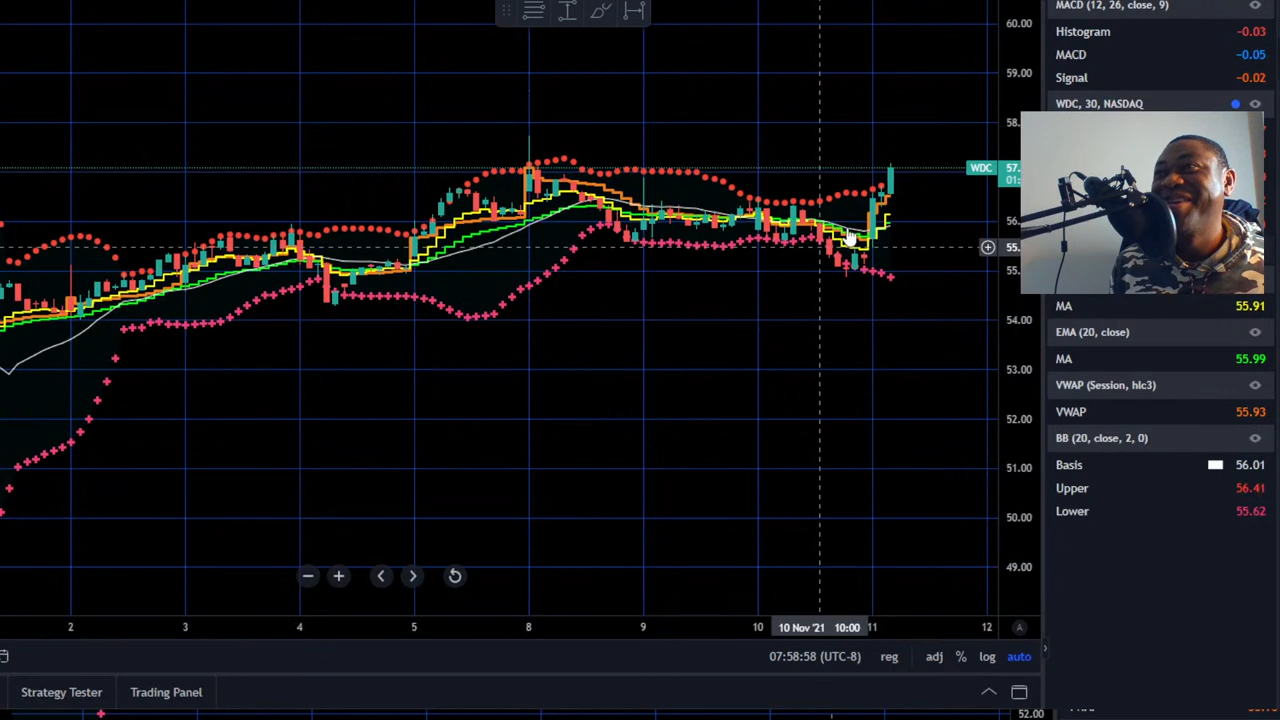 MACD (12, 26, close, 9)
60.00
Histogram −0.03
MACD −0.05
59.00
Signal −0.02
WDC, 30, NASDAQ
58.
WDC 57.
01:
56.
55.
55.
MA 55.91
54.00
EMA (20, close)
MA 55.99
53.00
VWAP (Session, hlc3)
VWAP 55.93
52.00
BB (20, close, 2, 0)
Basis 56.01
51.00
Upper 56.41
Lower 55.62
50.00
49.00
2 3 4 5 8 9 10 10 Nov '21 10:00 11 12 A
07:58:58 (UTC-8) reg adj % log auto
Strategy Tester Trading Panel
52.00